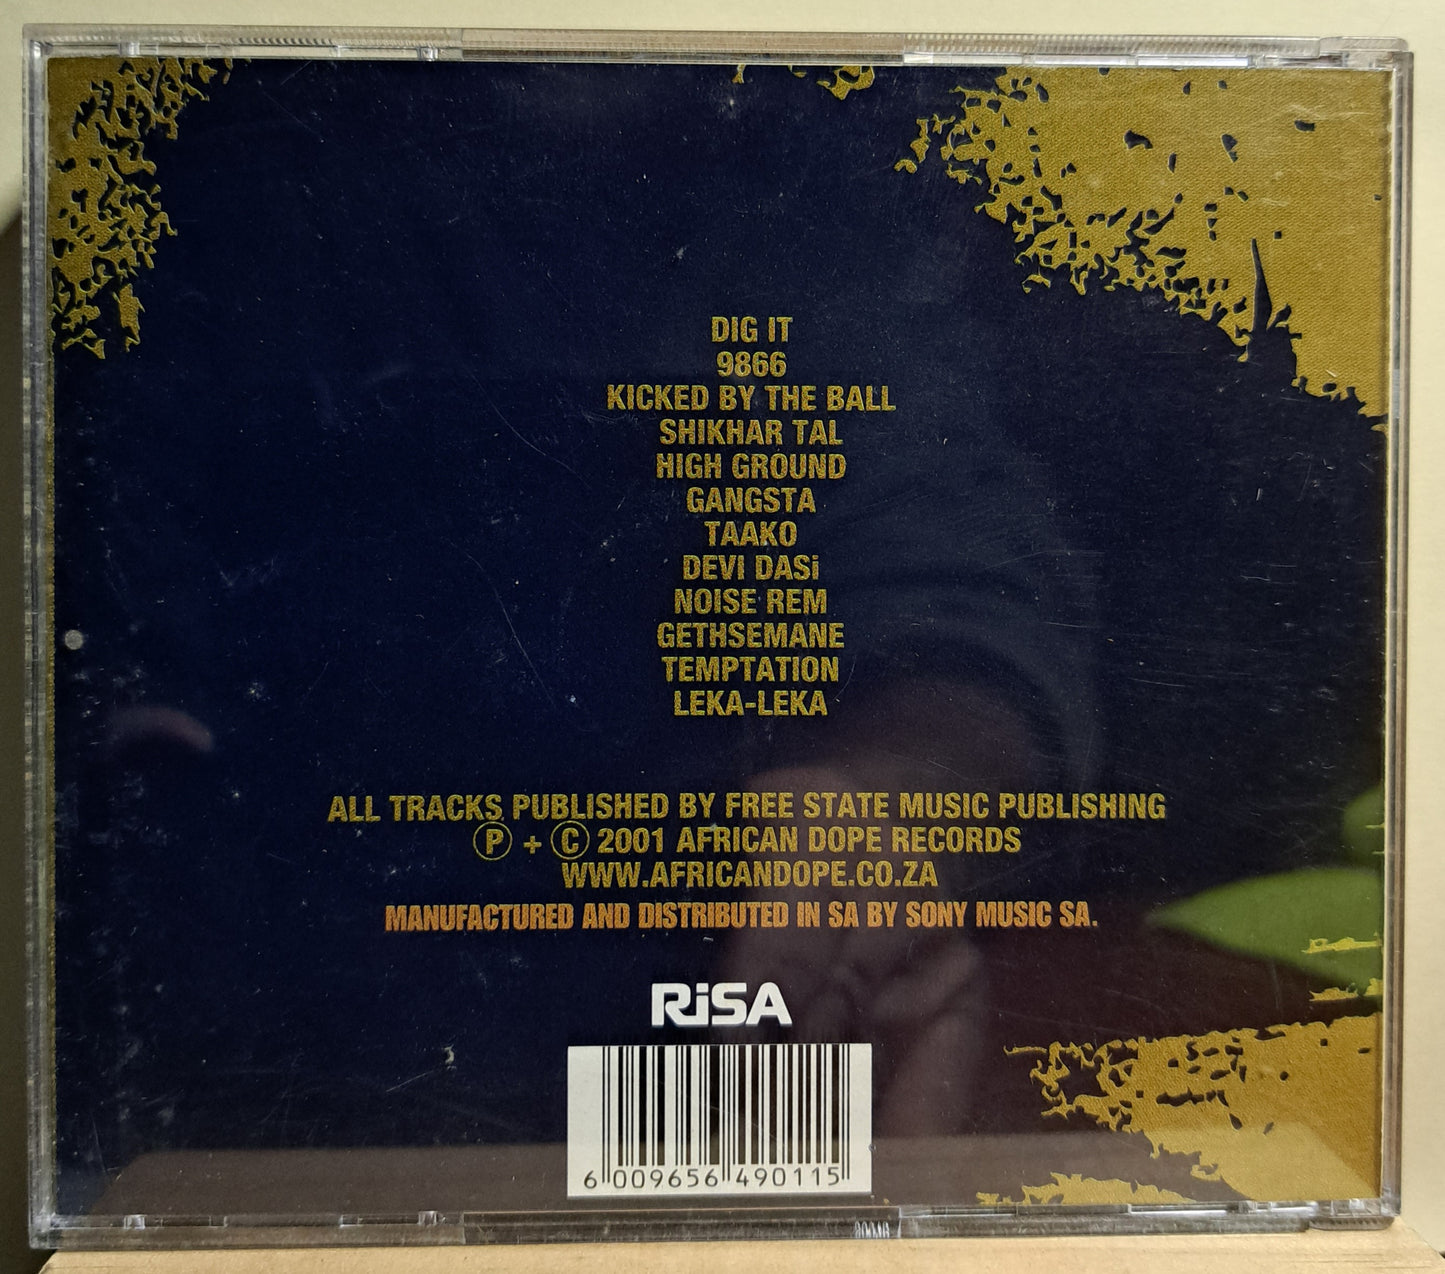 DIG IT
9866
KICKED BY THE BALL
SHIKHAR TAL
HIGH GROUND
GANGSTA
TAAKO
DEVI DASi
NOISE REM
GETHSEMANE
TEMPTATION
LEKA-LEKA
ALL TRACKS PUBLISHED BY FREE STATE MUSIC PUBLISHING
Ⓟ + Ⓒ 2001 AFRICAN DOPE RECORDS
WWW.AFRICANDOPE.CO.ZA
MANUFACTURED AND DISTRIBUTED IN SA BY SONY MUSIC SA.
RiSA
6 009656 490115